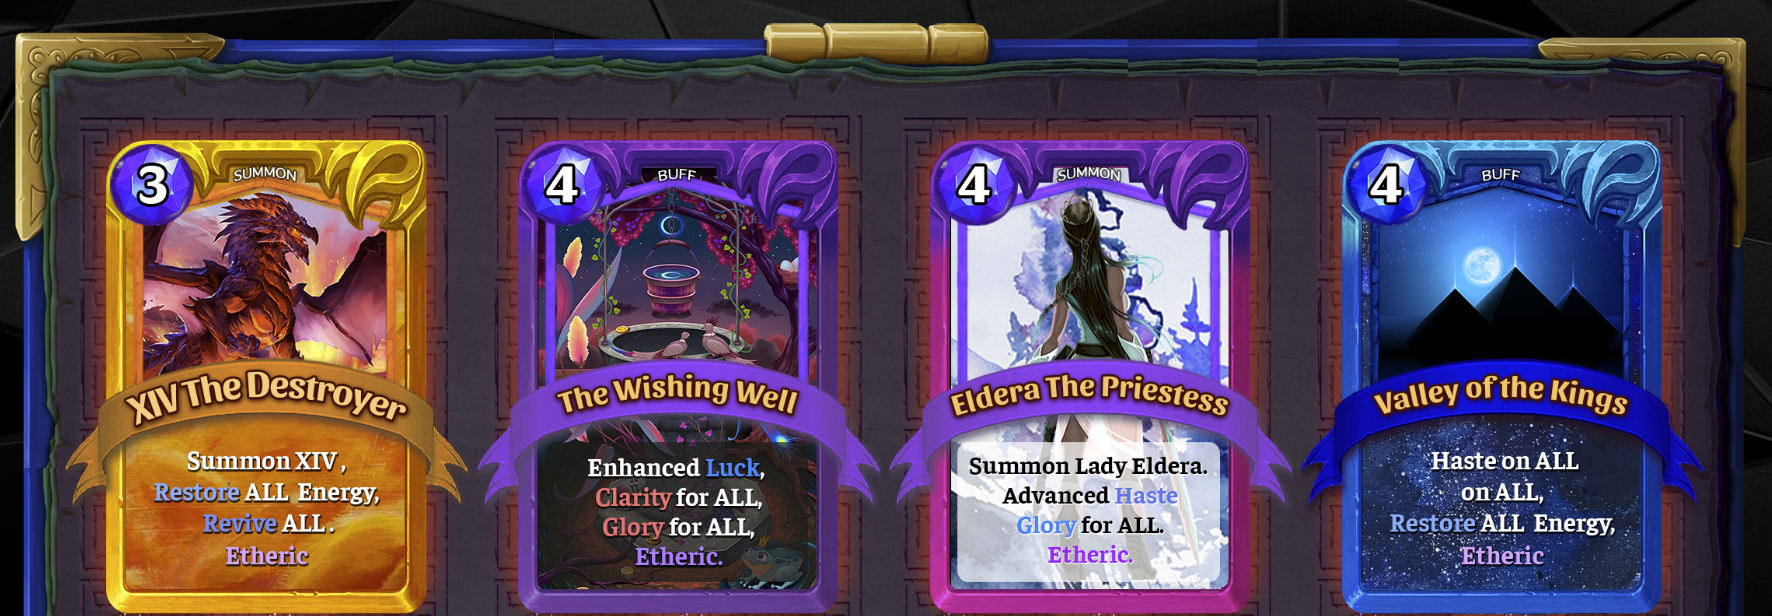 3
SUMMON
XIV The Destroyer
Summon XIV ,
Restore ALL Energy,
Revive ALL .
Etheric
4
BUFF
The Wishing Well
Enhanced Luck,
Clarity for ALL,
Glory for ALL,
Etheric.
4
SUMMON
Eldera The Priestess
Summon Lady Eldera.
Advanced Haste
Glory for ALL.
Etheric.
4
BUFF
Valley of the Kings
Haste on ALL
on ALL,
Restore ALL Energy,
Etheric